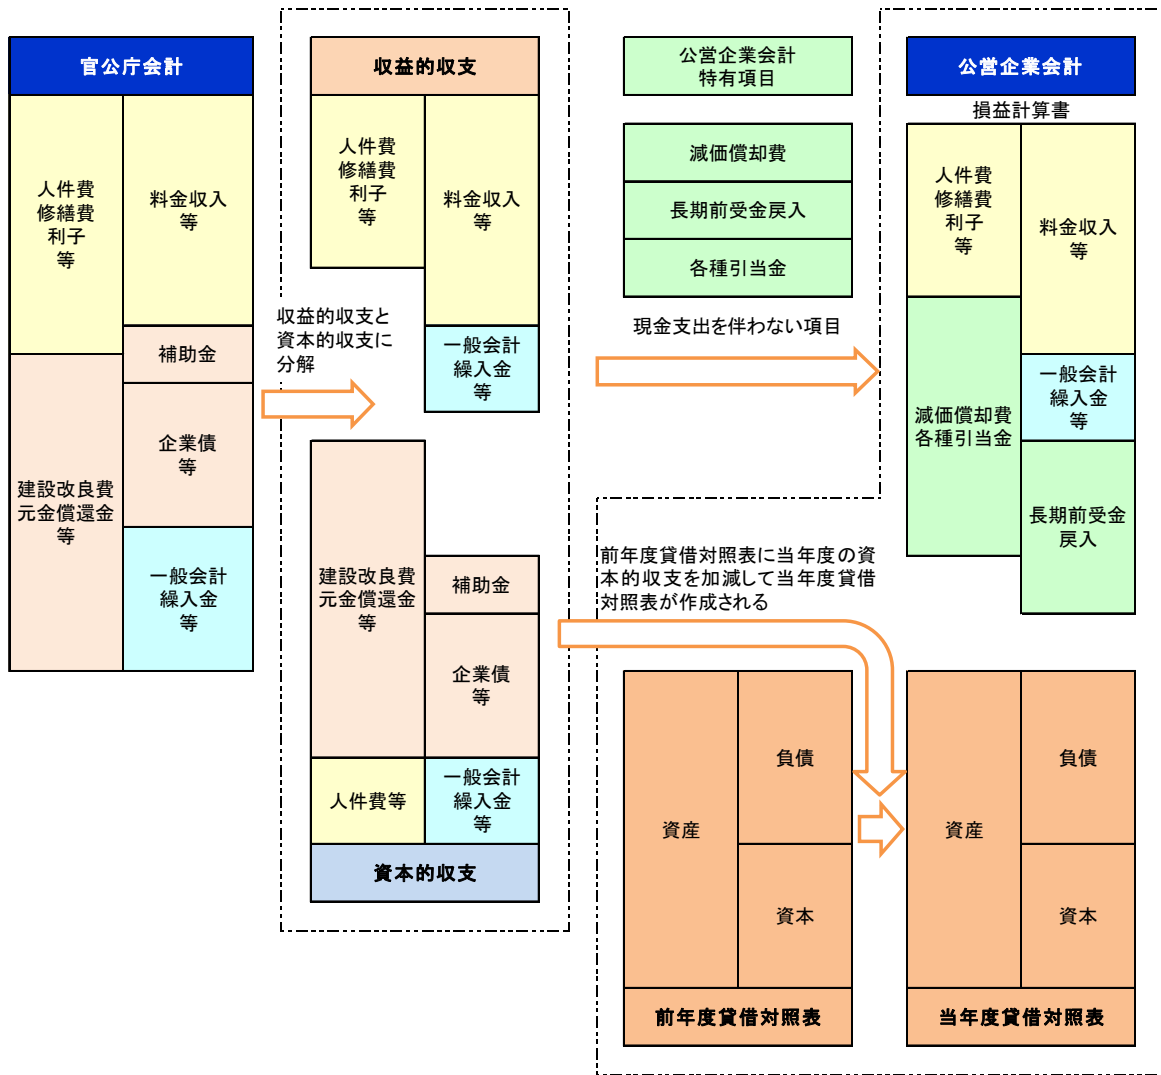 官公庁会計
人件費
修繕費
利子
等
料金収入
等
補助金
企業債
等
建設改良費
元金償還金
等
一般会計
繰入金
等
収益的収支と
資本的収支に
分解
収益的収支
人件費
修繕費
利子
等
料金収入
等
一般会計
繰入金
等
建設改良費
元金償還金
等
補助金
企業債
等
人件費等
一般会計
繰入金
等
資本的収支
公営企業会計
特有項目
減価償却費
長期前受金戻入
各種引当金
現金支出を伴わない項目
公営企業会計
損益計算書
人件費
修繕費
利子
等
料金収入
等
一般会計
繰入金
等
減価償却費
各種引当金
長期前受金
戻入
前年度貸借対照表に当年度の資
本的収支を加減して当年度貸借
対照表が作成される
資産
負債
資本
前年度貸借対照表
資産
負債
資本
当年度貸借対照表